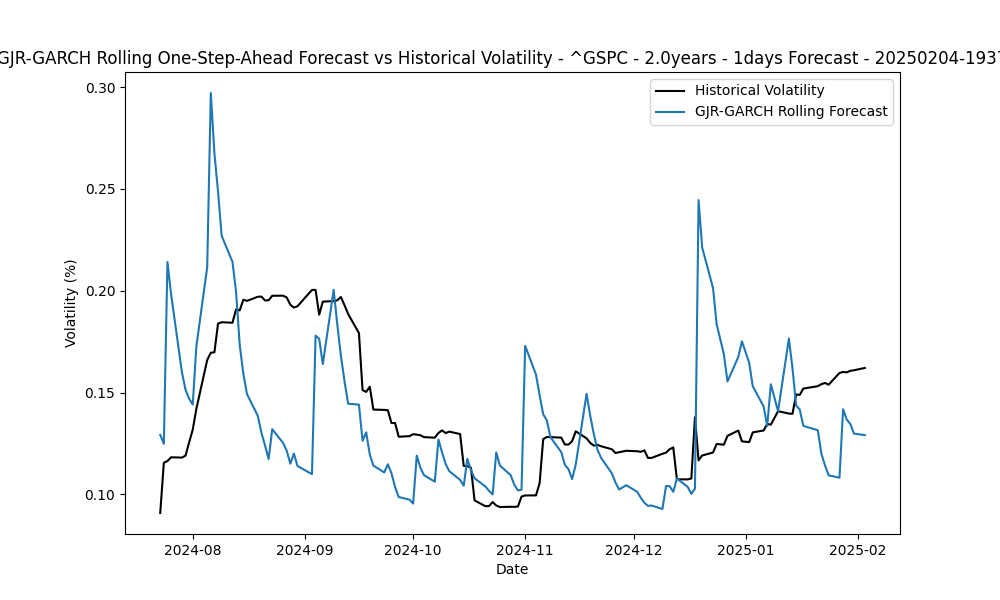 GJR-GARCH Rolling One-Step-Ahead Forecast vs Historical Volatility - ^GSPC - 2.0years - 1days Forecast - 20250204-1937
Historical Volatility
GJR-GARCH Rolling Forecast
0.30
0.25
0.20
0.15
0.10
Volatility (%)
2024-08
2024-09
2024-10
2024-11
2024-12
2025-01
2025-02
Date